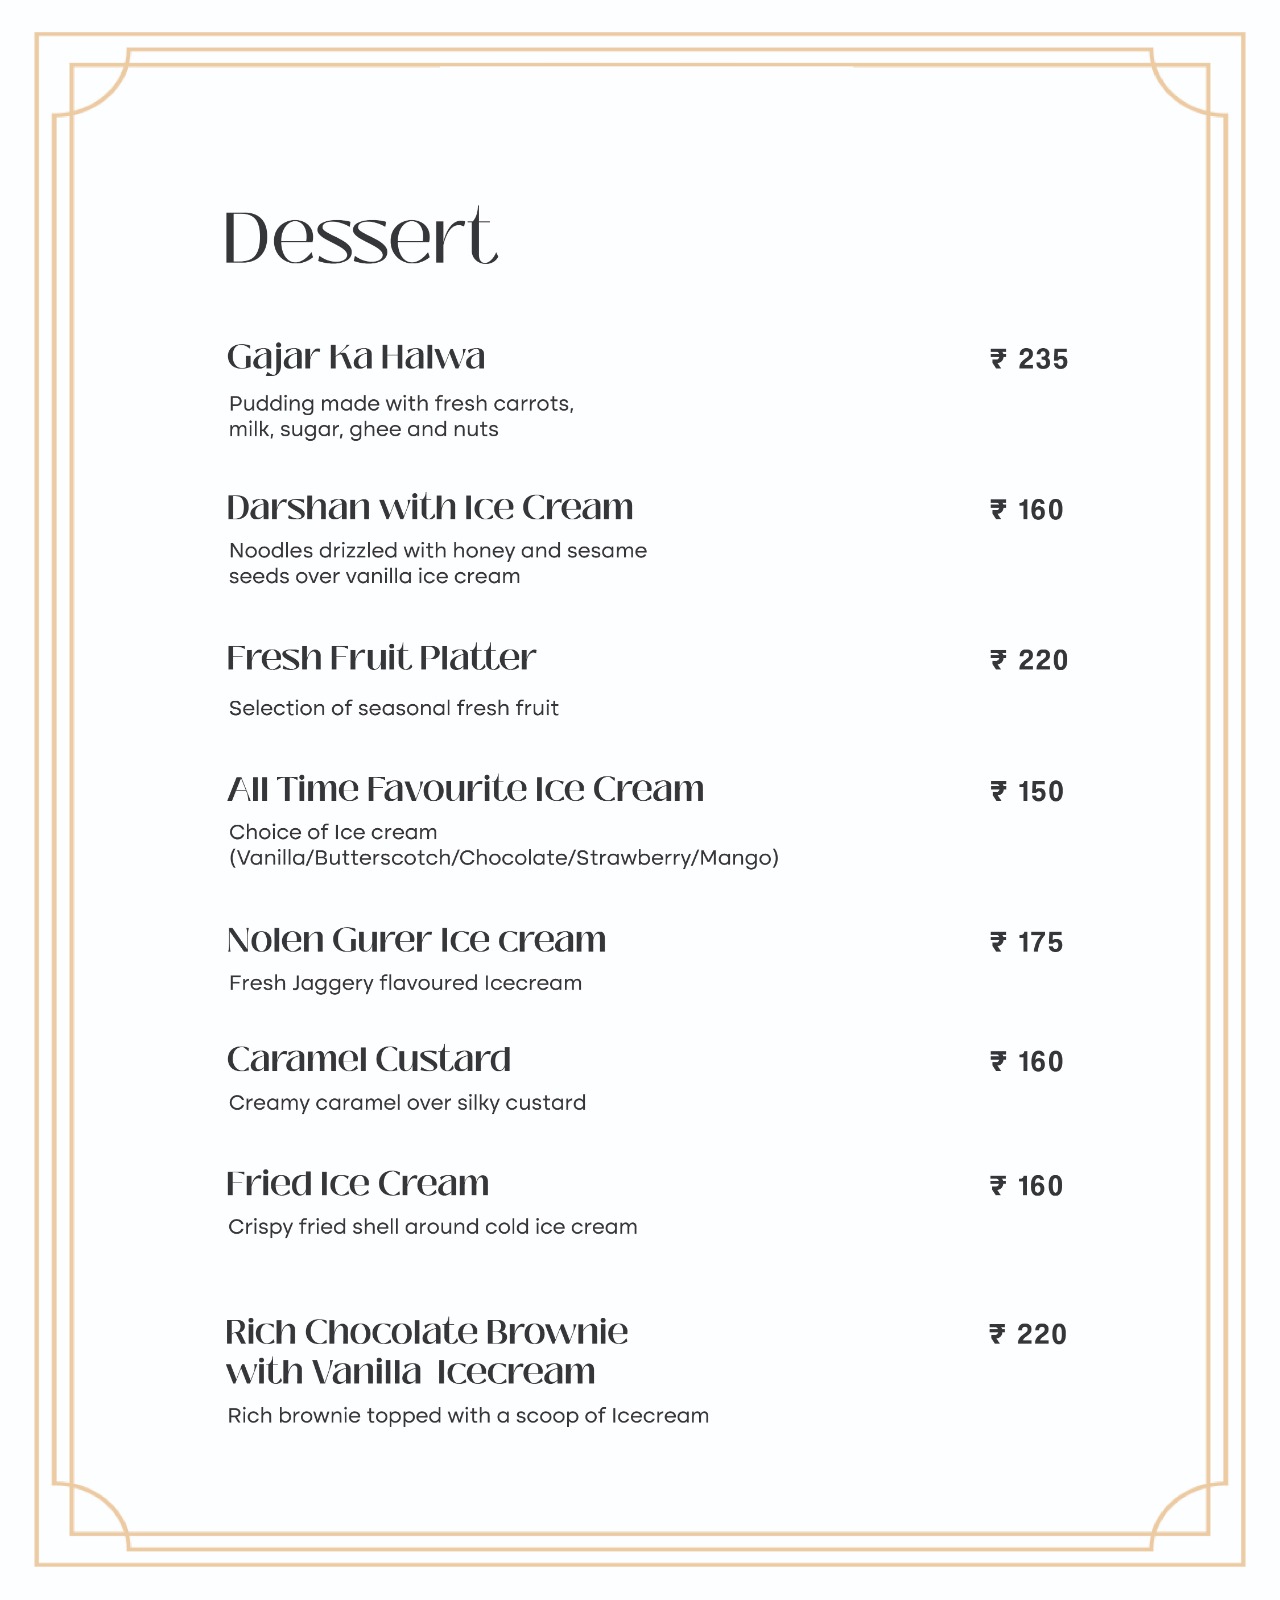 Dessert
Gajar Ka Halwa ₹ 235
Pudding made with fresh carrots,
milk, sugar, ghee and nuts
Darshan with Ice Cream ₹ 160
Noodles drizzled with honey and sesame
seeds over vanilla ice cream
Fresh Fruit Platter ₹ 220
Selection of seasonal fresh fruit
All Time Favourite Ice Cream ₹ 150
Choice of Ice cream
(Vanilla/Butterscotch/Chocolate/Strawberry/Mango)
Nolen Gurer Ice cream ₹ 175
Fresh Jaggery flavoured Icecream
Caramel Custard ₹ 160
Creamy caramel over silky custard
Fried Ice Cream ₹ 160
Crispy fried shell around cold ice cream
Rich Chocolate Brownie ₹ 220
with Vanilla Icecream
Rich brownie topped with a scoop of Icecream